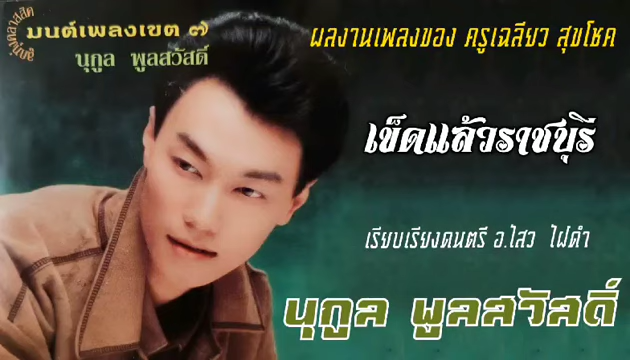 มนต์เพลงเขต ๗
นุกูล พูลสวัสดิ์
ผลงานเพลงของ ครูเฉลียว สุขโชค
เข็ดแล้วราชบุรี
เรียบเรียงดนตรี อ.ไสว ไฝดำ
นุกูล พูลสวัสดิ์